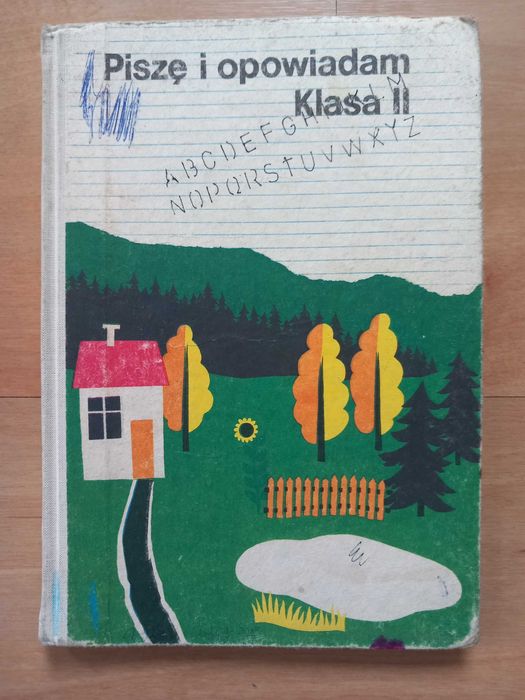 Piszę i opowiadam
Klasa II
ABCDEFGHIJKLM
NOPQRSTUVWXYZ